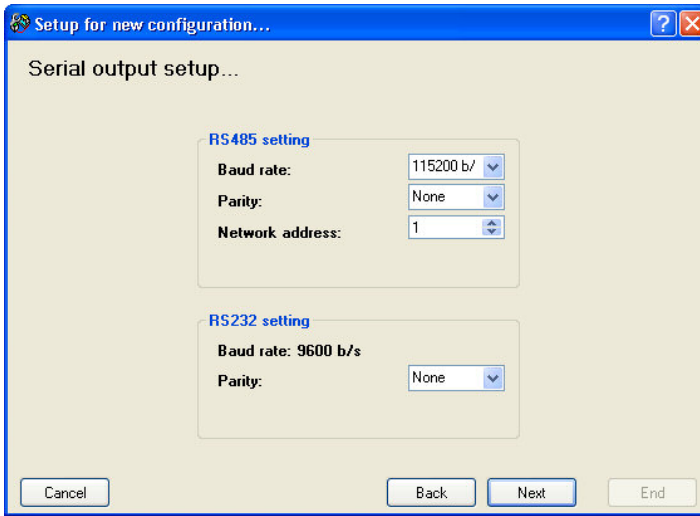 Setup for new configuration...
Serial output setup...
RS485 setting
Baud rate: 115200 b/
Parity: None
Network address: 1
RS232 setting
Baud rate: 9600 b/s
Parity: None
Cancel Back Next End